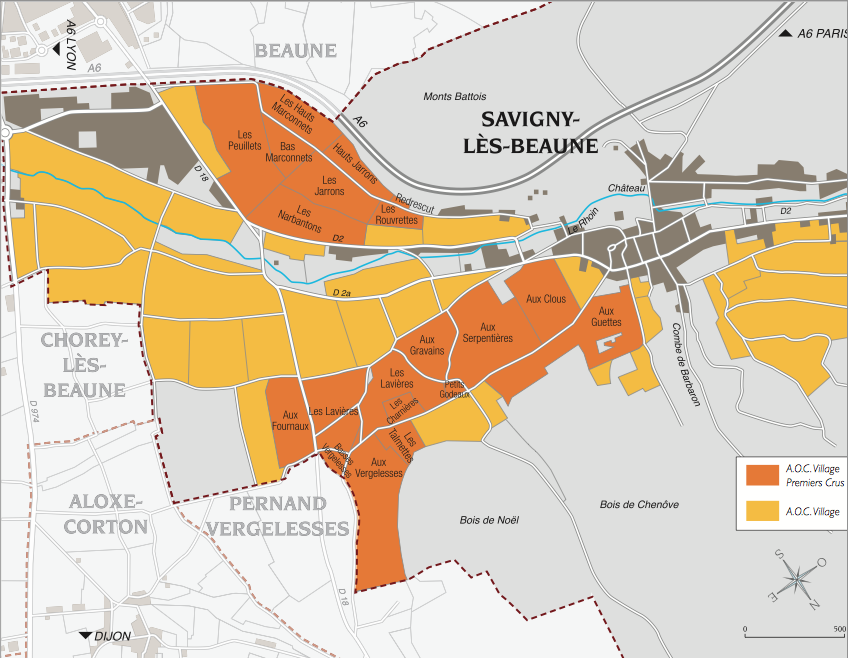 A6 LYON
A6
BEAUNE
A6 PARIS
Monts Battois
SAVIGNY-
LÈS-BEAUNE
A6
Les Hauts
Marconnets
Les
Peuillets
Bas
Marconnets
Hauts Jarrons
Les
Jarrons
Redrescut
Les
Rouvrettes
Les
Narbantons
D 18
D2
Château
Le Rhoin
D2
D 2a
Aux Clous
Aux
Guettes
Aux
Serpentières
Aux
Gravains
CHOREY-
LÈS-
BEAUNE
Les
Lavières
Petits
Godeaux
Combe de Barbaron
D 974
Aux
Fournaux
Les Lavières
Les
Charnières
Les
Talmettes
Basses
Vergelesses
Aux
Vergelesses
A.O.C. Village
Premiers Crus
A.O.C. Village
ALOXE-
CORTON
PERNAND
VERGELESSES
Bois de Noël
Bois de Chenôve
D 18
S
O
E
N
DIJON
0
500